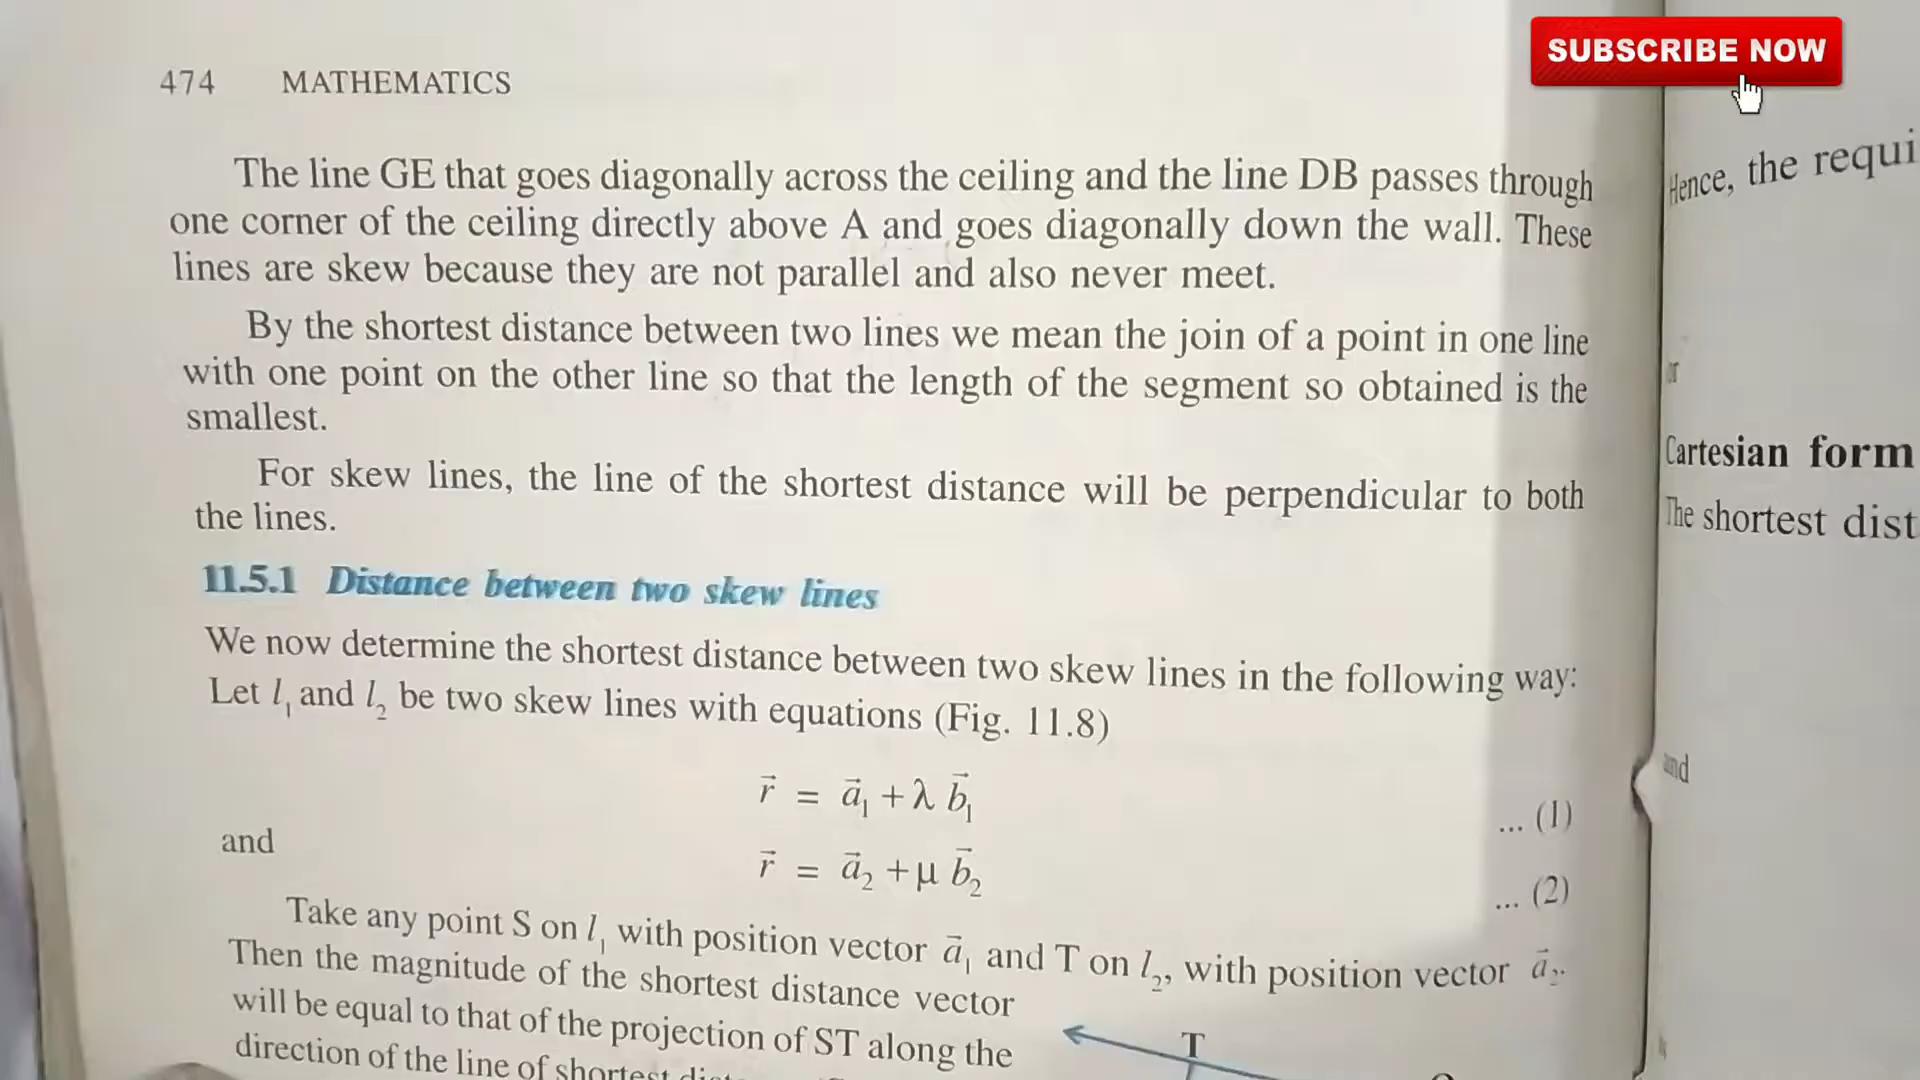 SUBSCRIBE NOW
474 MATHEMATICS
The line GE that goes diagonally across the ceiling and the line DB passes through
one corner of the ceiling directly above A and goes diagonally down the wall. These
lines are skew because they are not parallel and also never meet.
By the shortest distance between two lines we mean the join of a point in one line
with one point on the other line so that the length of the segment so obtained is the
smallest.
For skew lines, the line of the shortest distance will be perpendicular to both
the lines.
11.5.1 Distance between two skew lines
We now determine the shortest distance between two skew lines in the following way:
Let l₁ and l₂ be two skew lines with equations (Fig. 11.8)
r⃗ = a⃗₁ + λ b⃗₁ ... (1)
and
r⃗ = a⃗₂ + μ b⃗₂ ... (2)
Take any point S on l₁ with position vector a⃗₁ and T on l₂, with position vector a⃗₂.
Then the magnitude of the shortest distance vector
will be equal to that of the projection of ST along the
direction of the line of shortest
T
Hence, the requi
or
Cartesian form
The shortest dist
and